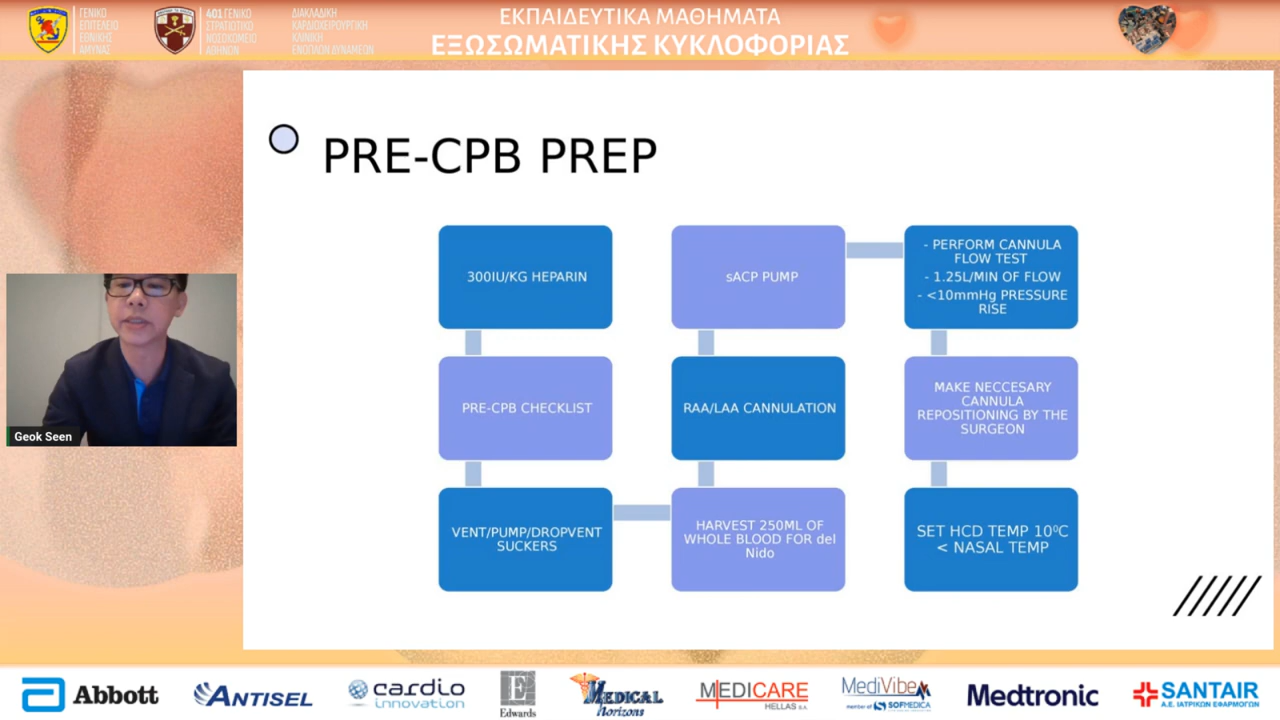 ΓΕΝΙΚΟ
ΕΠΙΤΕΛΕΙΟ
ΕΘΝΙΚΗΣ
ΑΜΥΝΑΣ
401 ΓΕΝΙΚΟ
ΣΤΡΑΤΙΩΤΙΚΟ
ΝΟΣΟΚΟΜΕΙΟ
ΑΘΗΝΩΝ
ΔΙΑΚΛΑΔΙΚΗ
ΚΑΡΔΙΟΧΕΙΡΟΥΡΓΙΚΗ
ΚΛΙΝΙΚΗ
ΕΝΟΠΛΩΝ ΔΥΝΑΜΕΩΝ
ΕΚΠΑΙΔΕΥΤΙΚΑ ΜΑΘΗΜΑΤΑ
ΕΞΩΣΩΜΑΤΙΚΗΣ ΚΥΚΛΟΦΟΡΙΑΣ
PRE-CPB PREP
300IU/KG HEPARIN
PRE-CPB CHECKLIST
VENT/PUMP/DROPVENT
SUCKERS
HARVEST 250ML OF
WHOLE BLOOD FOR del
Nido
RAA/LAA CANNULATION
sACP PUMP
- PERFORM CANNULA
FLOW TEST
- 1.25L/MIN OF FLOW
- <10mmHg PRESSURE
RISE
MAKE NECCESARY
CANNULA
REPOSITIONING BY THE
SURGEON
SET HCD TEMP 10⁰C
< NASAL TEMP
Geok Seen
Abbott
ANTISEL
cardio
innovation
E
Edwards
MEDICAL
Horizons
MEDICARE
HELLAS S.A.
MediVibe
member of SOFMEDICA
Medtronic
SANTAIR
Α.Ε. ΙΑΤΡΙΚΩΝ ΕΦΑΡΜΟΓΩΝ